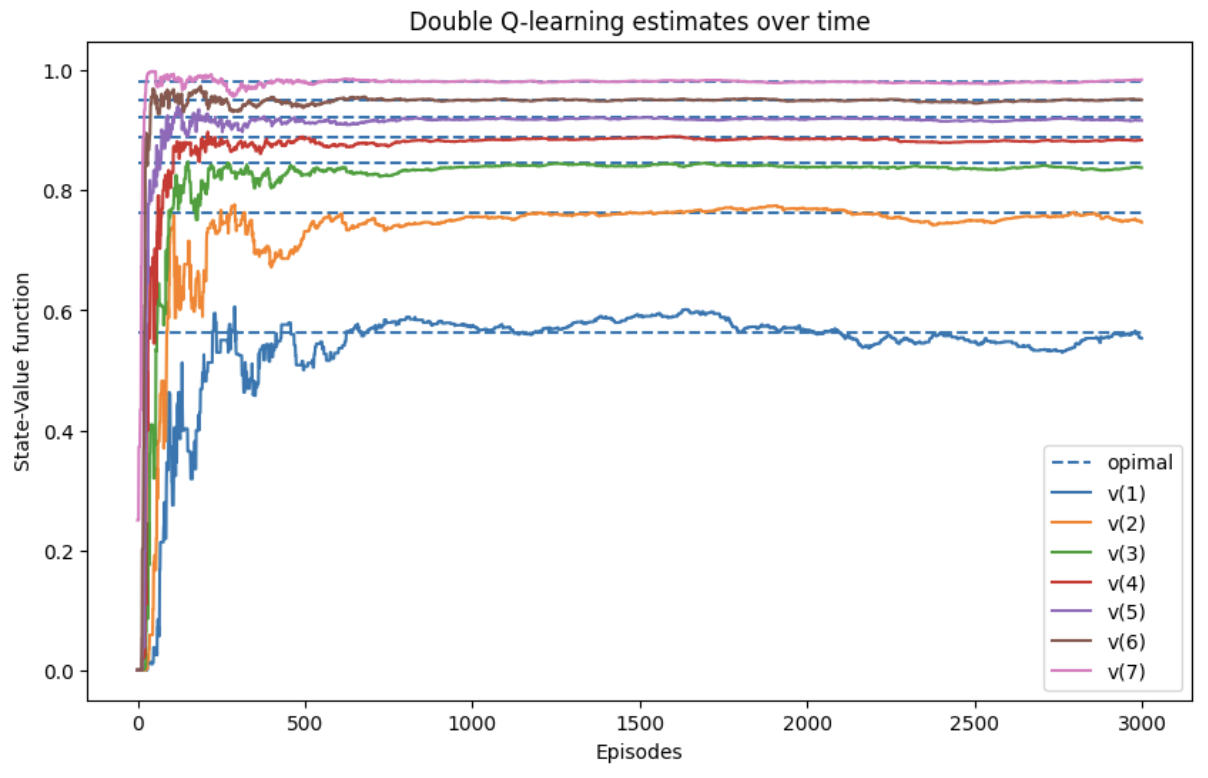 Double Q-learning estimates over time
State-Value function
1.0
0.8
0.6
0.4
0.2
0.0
0 500 1000 1500 2000 2500 3000
Episodes
opimal
v(1)
v(2)
v(3)
v(4)
v(5)
v(6)
v(7)